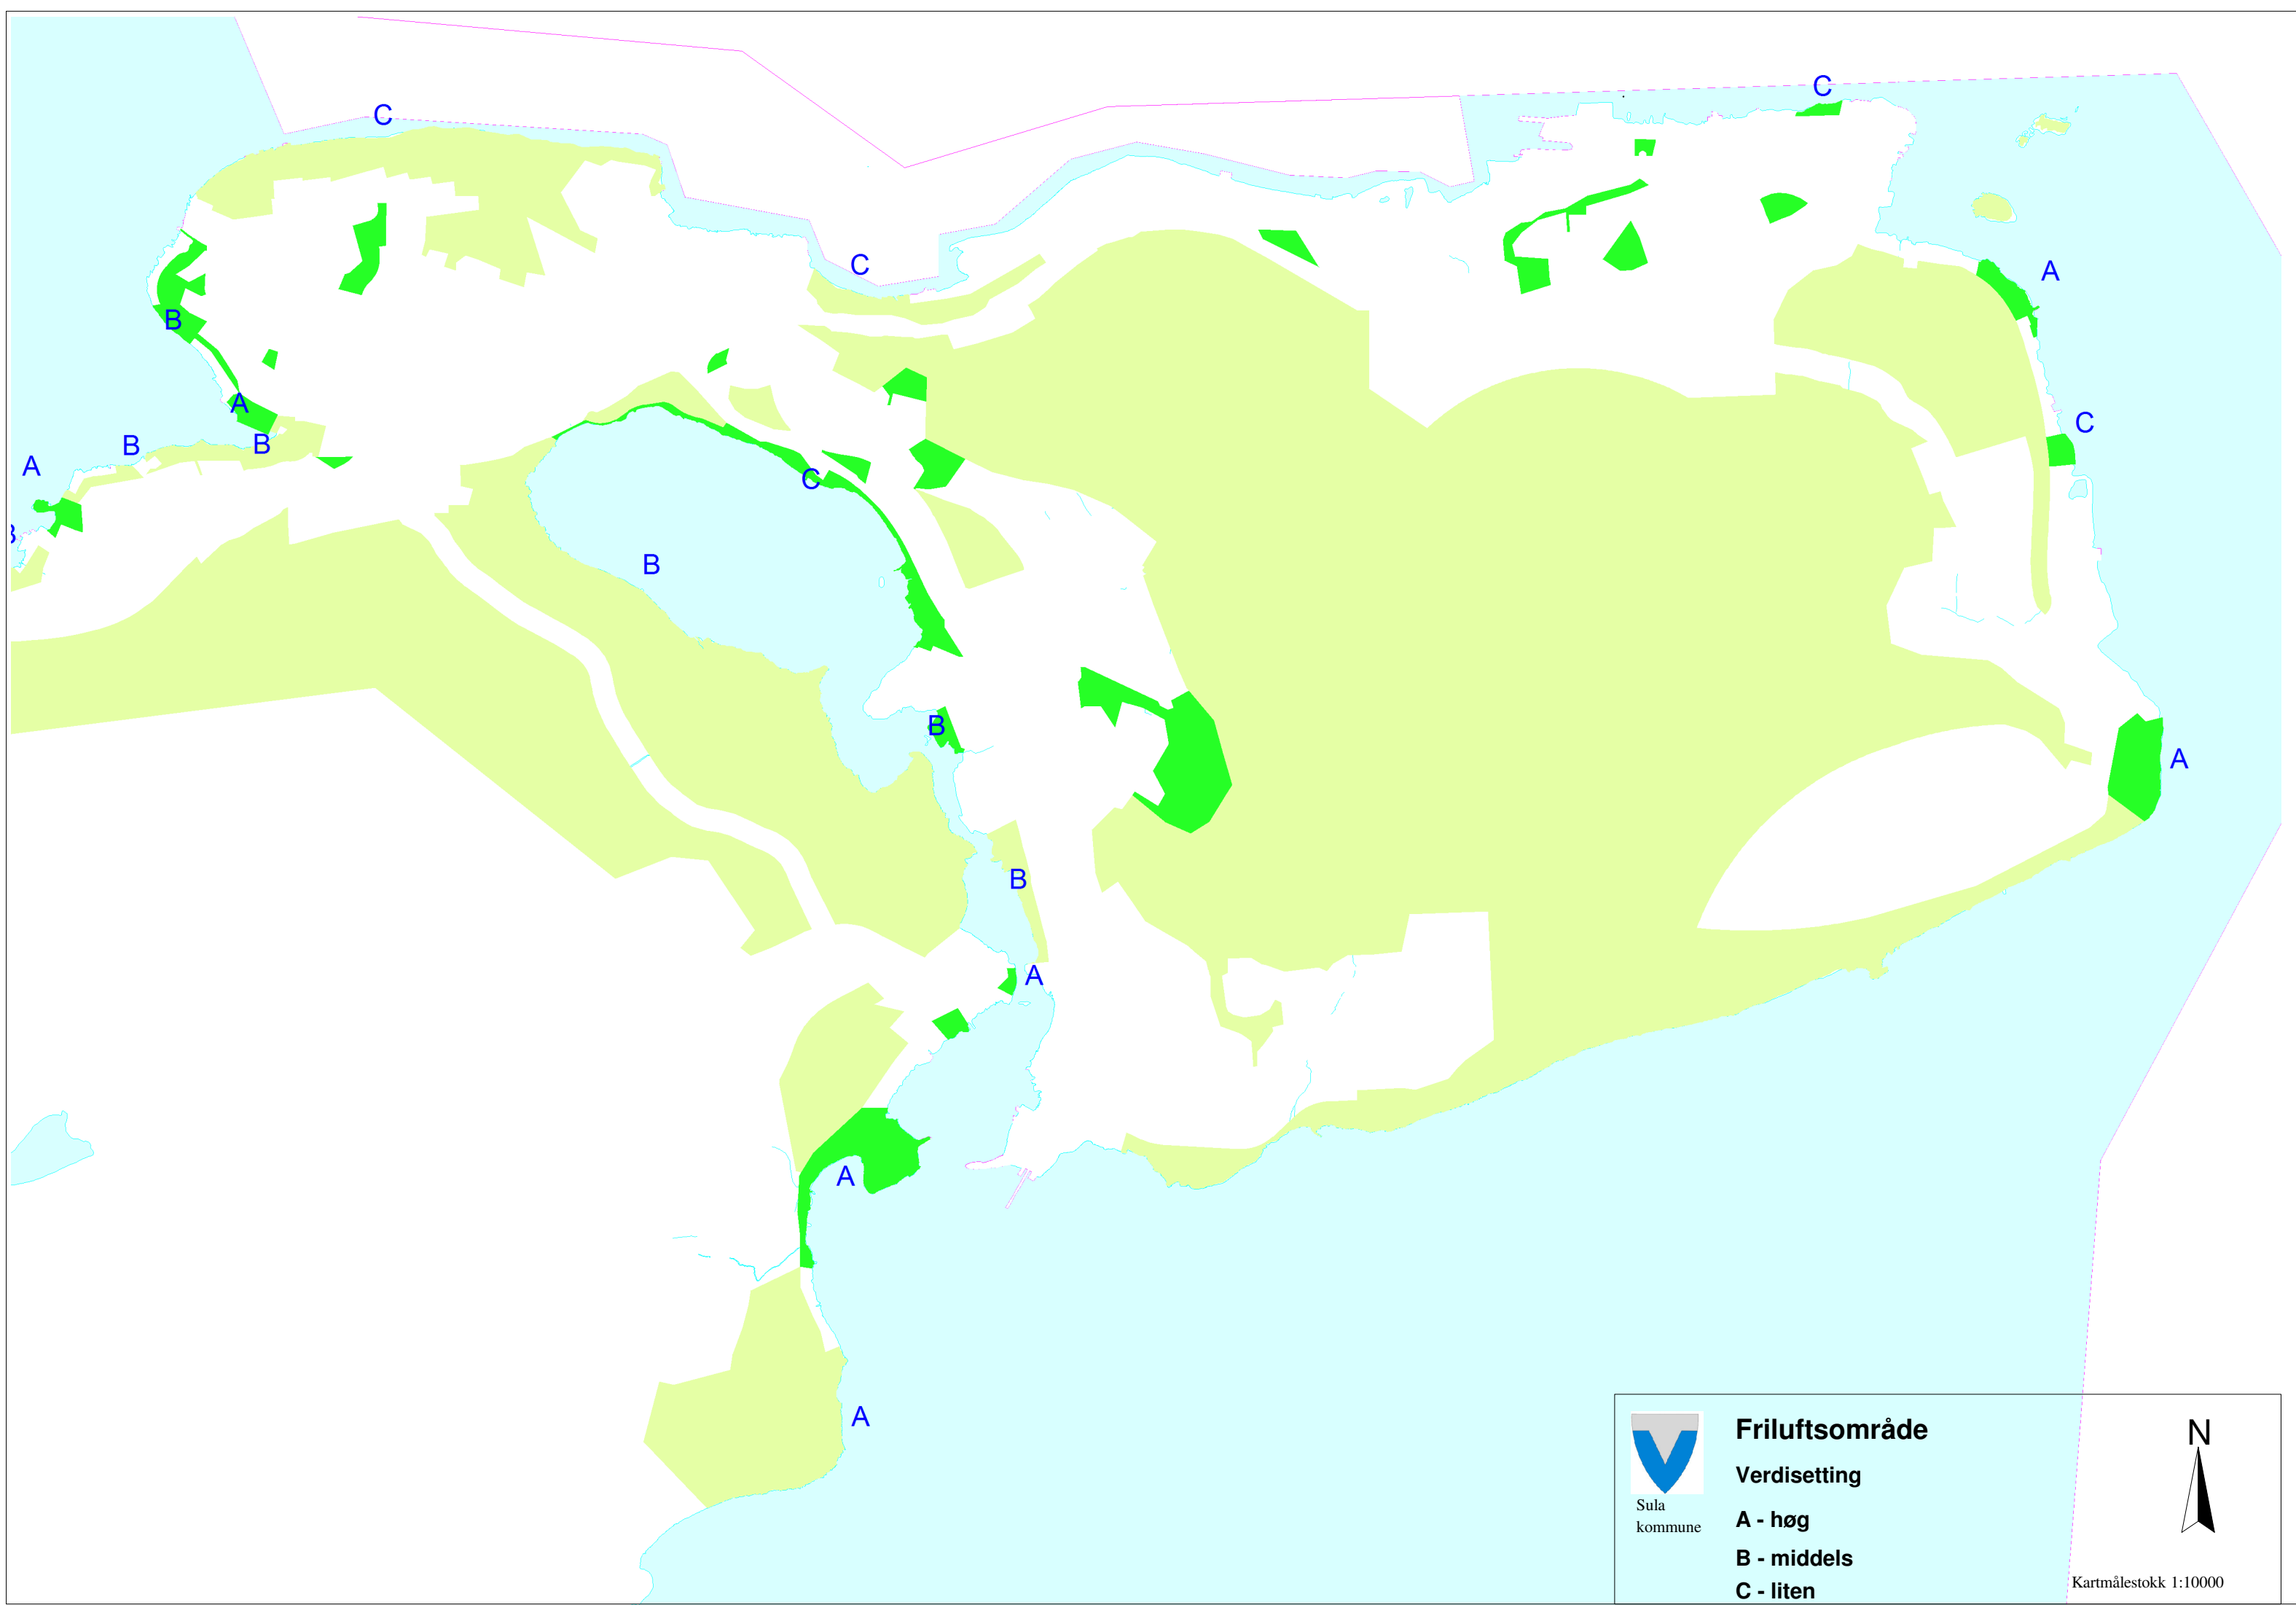 C
C
C
A
B
A
C
B
B
A
C
B
B
B
A
B
A
A
A
Friluftsområde
Verdisetting
Sula
kommune
A - høg
B - middels
C - liten
N
Kartmålestokk 1:10000